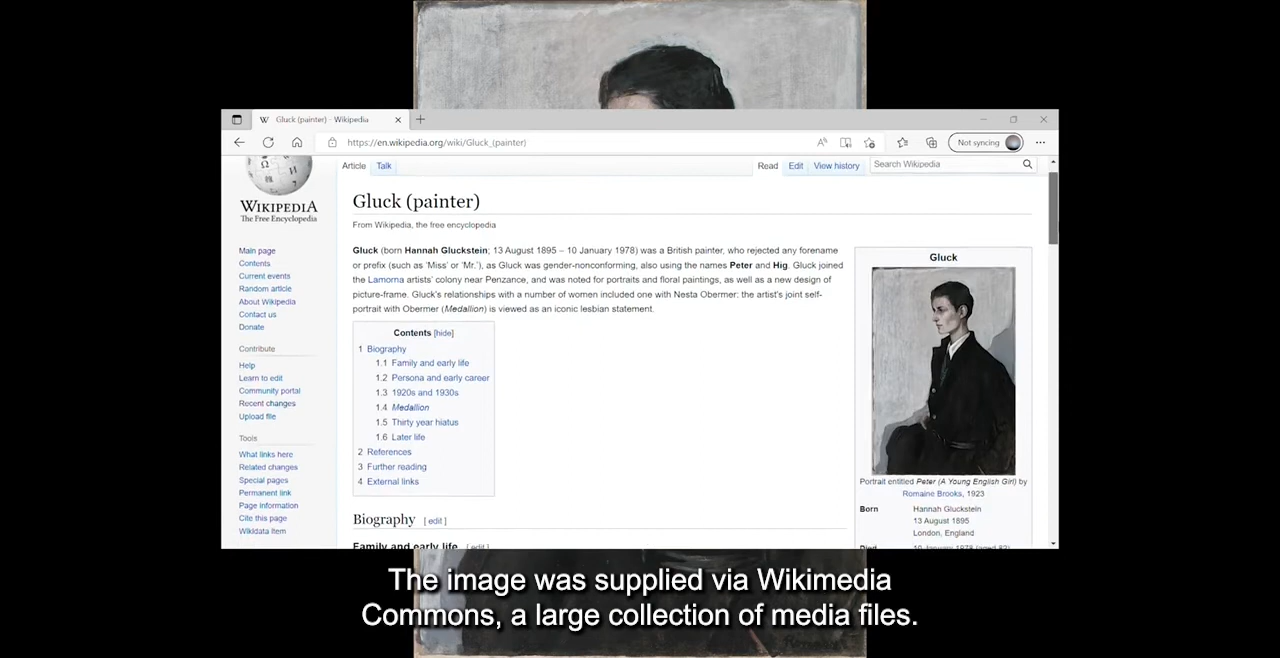 Gluck (painter) - Wikipedia
https://en.wikipedia.org/wiki/Gluck_(painter)
Not syncing
WIKIPEDIA
The Free Encyclopedia
Main page
Contents
Current events
Random article
About Wikipedia
Contact us
Donate
Contribute
Help
Learn to edit
Community portal
Recent changes
Upload file
Tools
What links here
Related changes
Special pages
Permanent link
Page information
Cite this page
Wikidata item
Article Talk
Read Edit View history
Search Wikipedia
Gluck (painter)
From Wikipedia, the free encyclopedia
Gluck (born Hannah Gluckstein; 13 August 1895 – 10 January 1978) was a British painter, who rejected any forename
or prefix (such as 'Miss' or 'Mr.'), as Gluck was gender-nonconforming, also using the names Peter and Hig. Gluck joined
the Lamorna artists' colony near Penzance, and was noted for portraits and floral paintings, as well as a new design of
picture-frame. Gluck's relationships with a number of women included one with Nesta Obermer: the artist's joint self-
portrait with Obermer (Medallion) is viewed as an iconic lesbian statement.
Contents [hide]
1 Biography
1.1 Family and early life
1.2 Persona and early career
1.3 1920s and 1930s
1.4 Medallion
1.5 Thirty year hiatus
1.6 Later life
2 References
3 Further reading
4 External links
Biography [ edit ]
Family and early life [ edit ]
Gluck
Portrait entitled Peter (A Young English Girl) by
Romaine Brooks, 1923
Born Hannah Gluckstein
13 August 1895
London, England
Died 10 January 1978 (aged 82)
The image was supplied via Wikimedia
Commons, a large collection of media files.